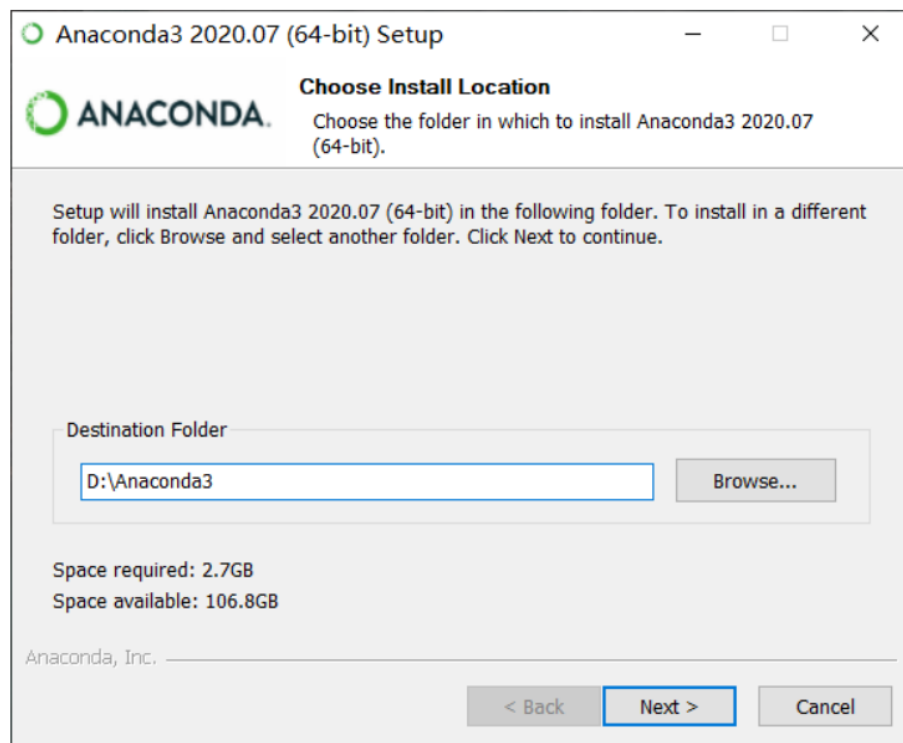 Anaconda3 2020.07 (64-bit) Setup
ANACONDA.
Choose Install Location
Choose the folder in which to install Anaconda3 2020.07
(64-bit).
Setup will install Anaconda3 2020.07 (64-bit) in the following folder. To install in a different
folder, click Browse and select another folder. Click Next to continue.
Destination Folder
D:\Anaconda3
Browse...
Space required: 2.7GB
Space available: 106.8GB
Anaconda, Inc.
< Back
Next >
Cancel